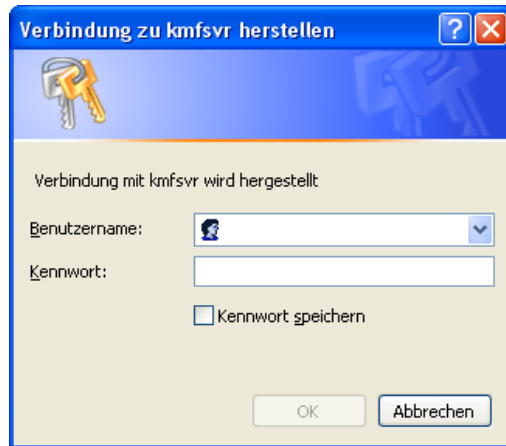 Verbindung zu kmfsvr herstellen
Verbindung mit kmfsvr wird hergestellt
Benutzername:
Kennwort:
Kennwort speichern
OK Abbrechen